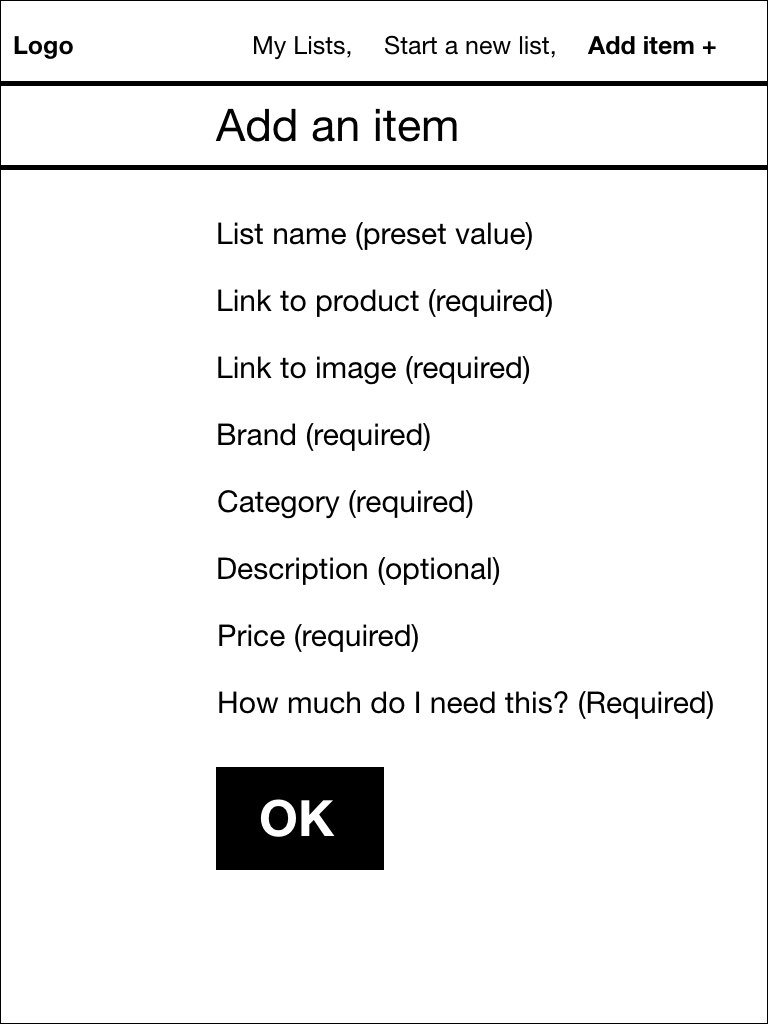 Logo My Lists, Start a new list, Add item +
Add an item
List name (preset value)
Link to product (required)
Link to image (required)
Brand (required)
Category (required)
Description (optional)
Price (required)
How much do I need this? (Required)
OK